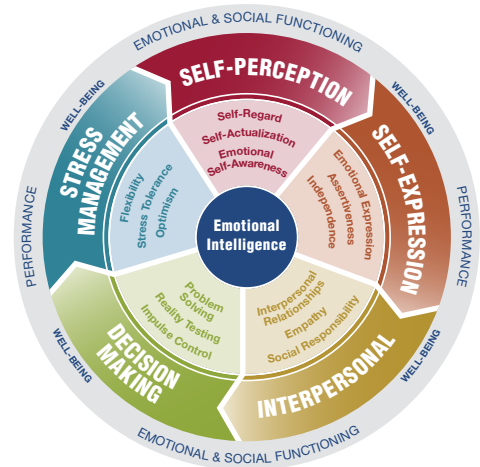 EMOTIONAL & SOCIAL FUNCTIONING
WELL-BEING
WELL-BEING
SELF-PERCEPTION
Self-Regard
Self-Actualization
Emotional
Self-Awareness
SELF-EXPRESSION
Emotional Expression
Assertiveness
Independence
PERFORMANCE
INTERPERSONAL
Interpersonal
Relationships
Empathy
Social Responsibility
WELL-BEING
DECISION
MAKING
Problem
Solving
Reality Testing
Impulse Control
WELL-BEING
STRESS
MANAGEMENT
Flexibility
Stress Tolerance
Optimism
PERFORMANCE
Emotional
Intelligence
EMOTIONAL & SOCIAL FUNCTIONING